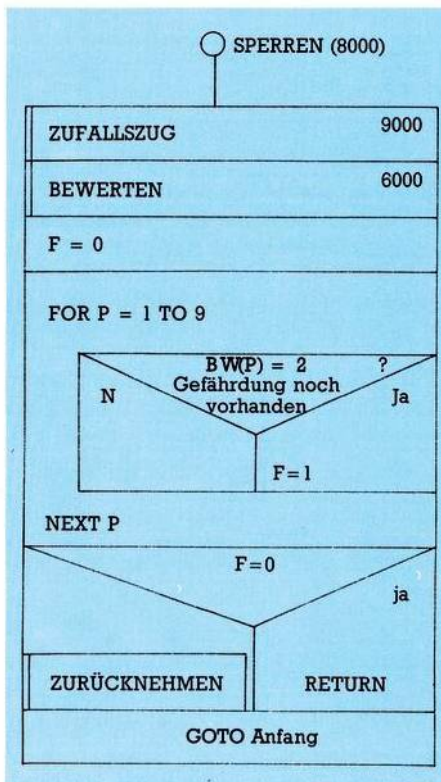 SPERREN (8000)
ZUFALLSZUG 9000
BEWERTEN 6000
F = 0
FOR P = 1 TO 9
BW(P) = 2 ?
Gefährdung noch
N vorhanden Ja
F=1
NEXT P
F=0
ja
ZURÜCKNEHMEN RETURN
GOTO Anfang